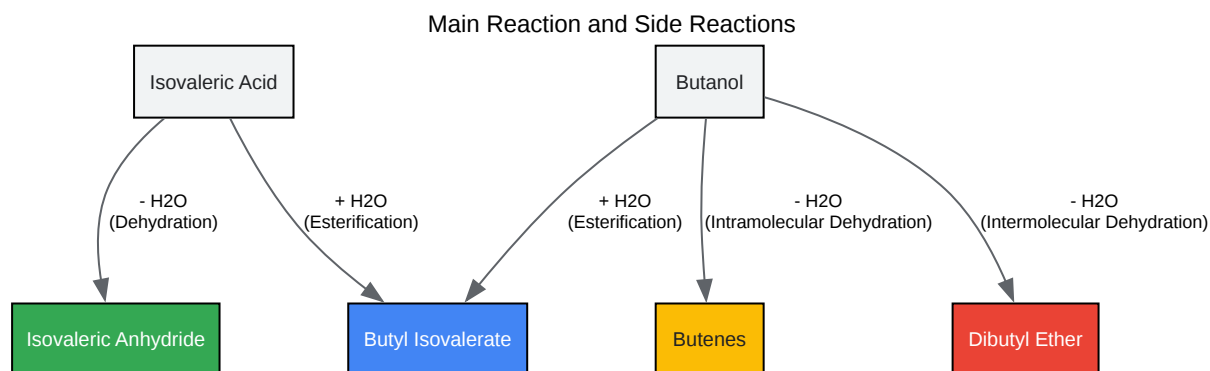 Main Reaction and Side Reactions
Isovaleric Acid
Butanol
- H2O
(Dehydration)
+ H2O
(Esterification)
+ H2O
(Esterification)
- H2O
(Intramolecular Dehydration)
- H2O
(Intermolecular Dehydration)
Isovaleric Anhydride
Butyl Isovalerate
Butenes
Dibutyl Ether